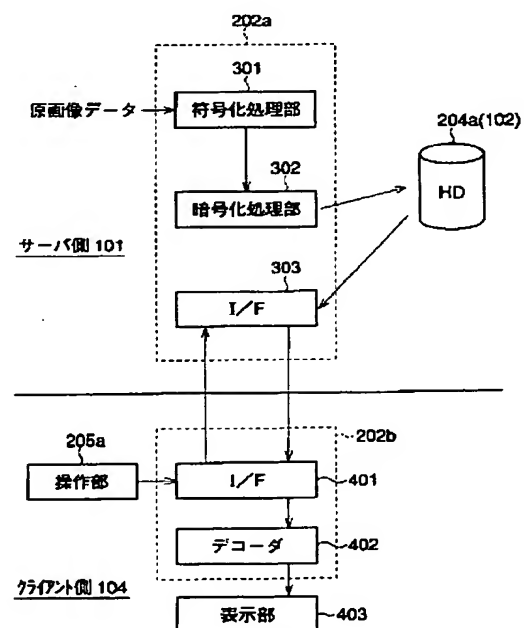 202a
301
原画像データ
符号化処理部
204a(102)
302
HD
暗号化処理部
サーバ側 101
303
I/F
202b
205a
操作部
I/F
401
デコーダ
402
クライアント側 104
表示部
403